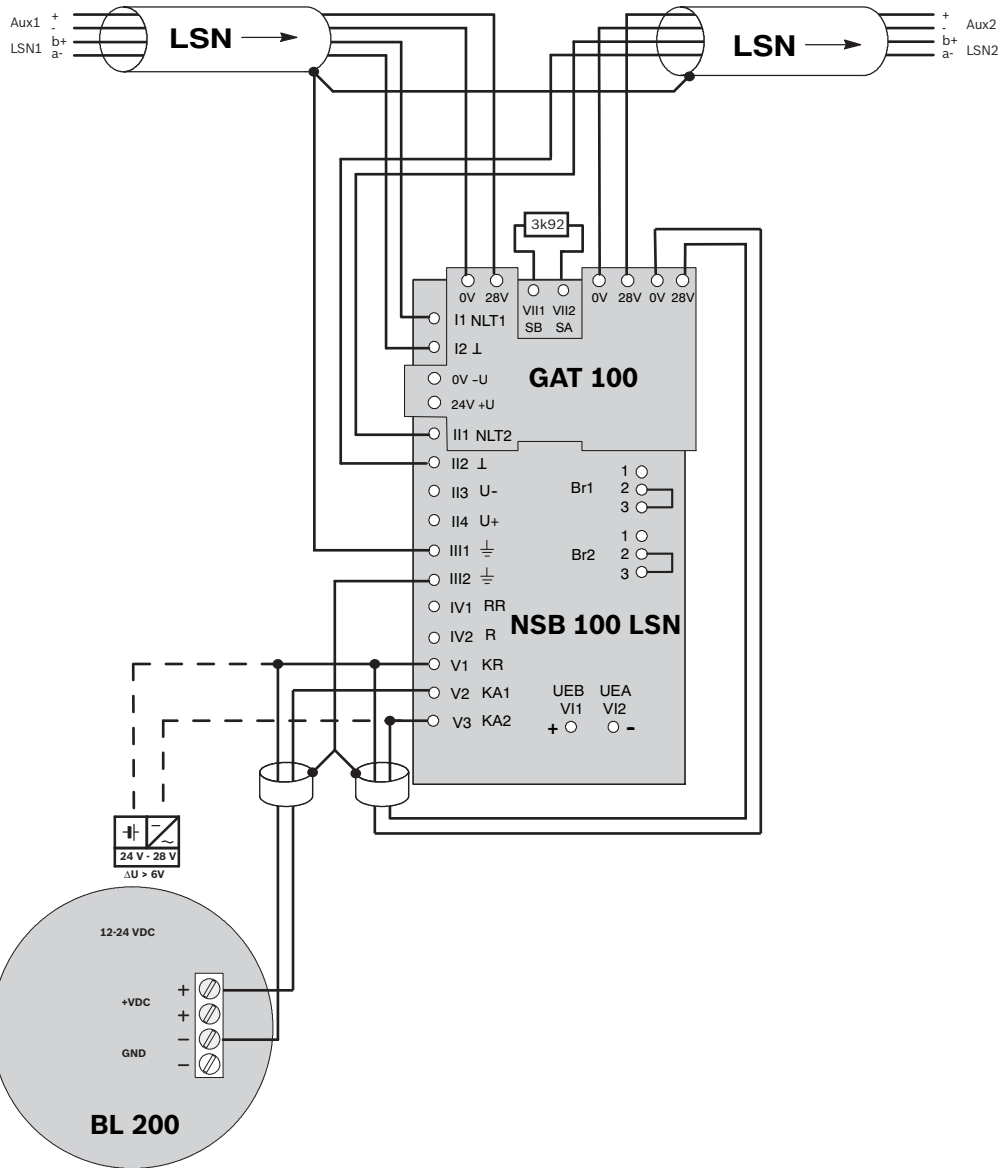 Aux1 +
-
LSN1 b+
a-
LSN
LSN
+ Aux2
-
b+ LSN2
a-
3k92
0V 28V
VII1 VII2
SB SA
0V 28V 0V 28V
I1 NLT1
I2 ⊥
0V -U
24V +U
GAT 100
II1 NLT2
II2 ⊥
II3 U-
II4 U+
III1 ⏚
III2 ⏚
IV1 RR
IV2 R
V1 KR
V2 KA1
V3 KA2
Br1
1
2
3
Br2
1
2
3
NSB 100 LSN
UEB UEA
VI1 VI2
+ -
24 V - 28 V
ΔU > 6V
12-24 VDC
+
+VDC
+
-
GND
-
BL 200